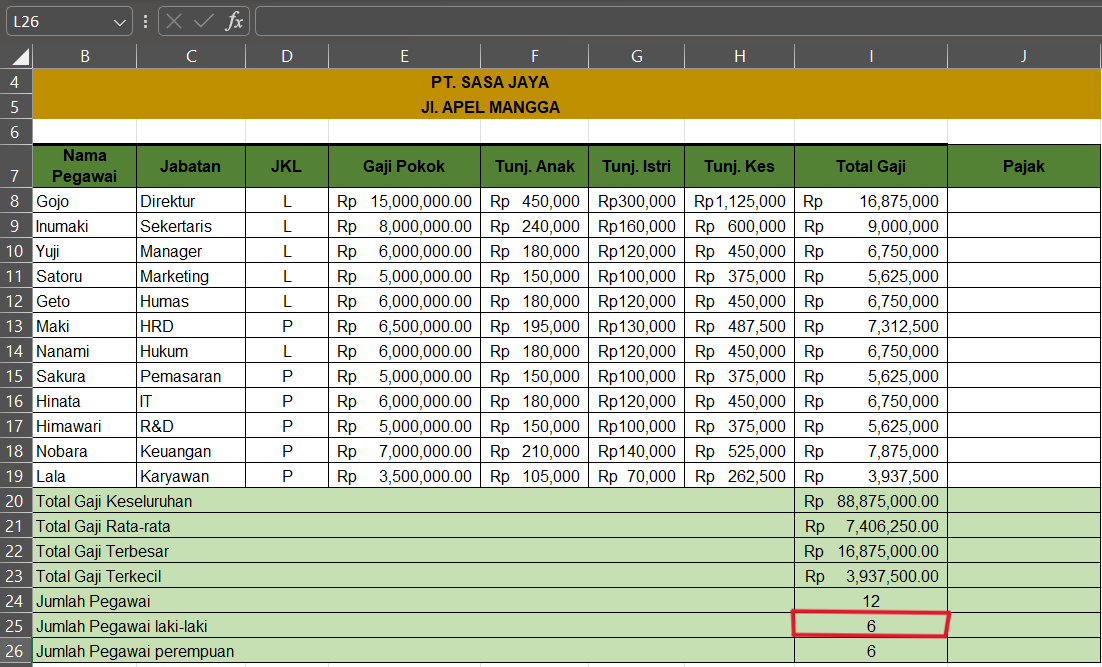 L26 fx
B C D E F G H I J
4 PT. SASA JAYA
5 Jl. APEL MANGGA
6
7 Nama Pegawai Jabatan JKL Gaji Pokok Tunj. Anak Tunj. Istri Tunj. Kes Total Gaji Pajak
8 Gojo Direktur L Rp 15,000,000.00 Rp 450,000 Rp300,000 Rp1,125,000 Rp 16,875,000
9 Inumaki Sekertaris L Rp 8,000,000.00 Rp 240,000 Rp160,000 Rp 600,000 Rp 9,000,000
10 Yuji Manager L Rp 6,000,000.00 Rp 180,000 Rp120,000 Rp 450,000 Rp 6,750,000
11 Satoru Marketing L Rp 5,000,000.00 Rp 150,000 Rp100,000 Rp 375,000 Rp 5,625,000
12 Geto Humas L Rp 6,000,000.00 Rp 180,000 Rp120,000 Rp 450,000 Rp 6,750,000
13 Maki HRD P Rp 6,500,000.00 Rp 195,000 Rp130,000 Rp 487,500 Rp 7,312,500
14 Nanami Hukum L Rp 6,000,000.00 Rp 180,000 Rp120,000 Rp 450,000 Rp 6,750,000
15 Sakura Pemasaran P Rp 5,000,000.00 Rp 150,000 Rp100,000 Rp 375,000 Rp 5,625,000
16 Hinata IT P Rp 6,000,000.00 Rp 180,000 Rp120,000 Rp 450,000 Rp 6,750,000
17 Himawari R&D P Rp 5,000,000.00 Rp 150,000 Rp100,000 Rp 375,000 Rp 5,625,000
18 Nobara Keuangan P Rp 7,000,000.00 Rp 210,000 Rp140,000 Rp 525,000 Rp 7,875,000
19 Lala Karyawan P Rp 3,500,000.00 Rp 105,000 Rp 70,000 Rp 262,500 Rp 3,937,500
20 Total Gaji Keseluruhan Rp 88,875,000.00
21 Total Gaji Rata-rata Rp 7,406,250.00
22 Total Gaji Terbesar Rp 16,875,000.00
23 Total Gaji Terkecil Rp 3,937,500.00
24 Jumlah Pegawai 12
25 Jumlah Pegawai laki-laki 6
26 Jumlah Pegawai perempuan 6